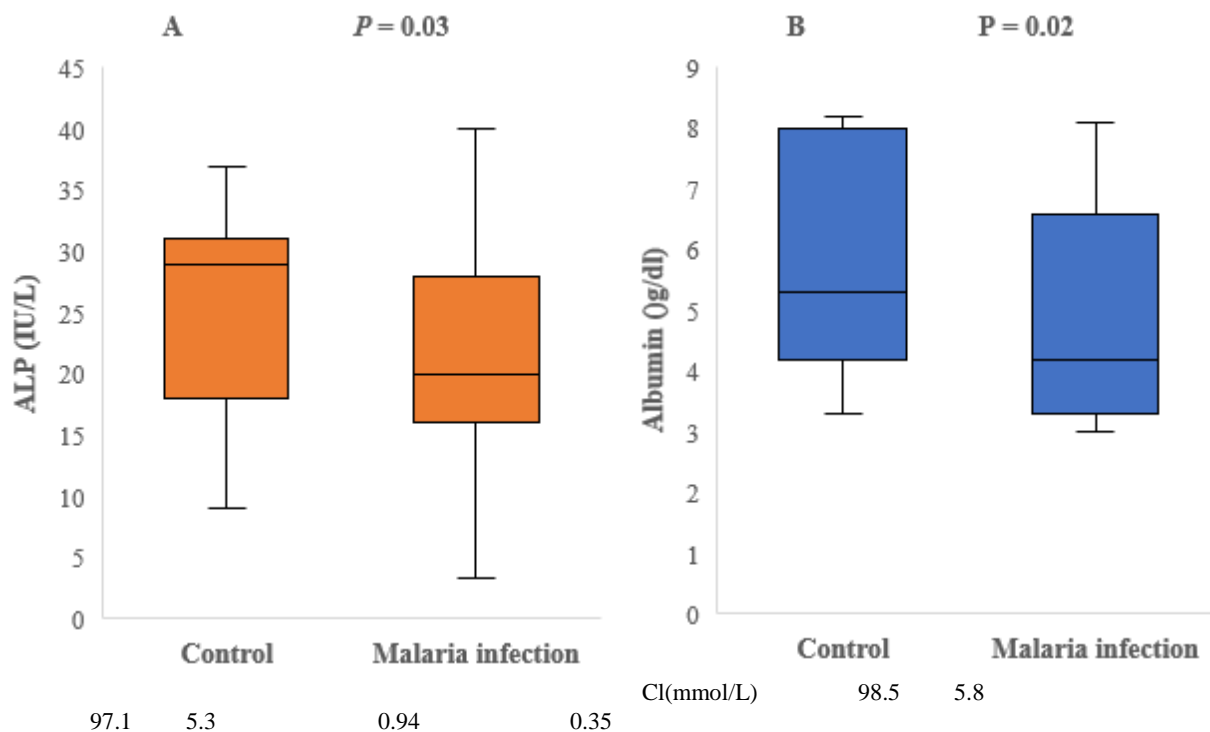 A P = 0.03
45
40
35
30
25
20
15
10
5
0
ALP (IU/L)
Control Malaria infection
B P = 0.02
9
8
7
6
5
4
3
2
1
0
Albumin ()g/dl)
Control Malaria infection
Cl(mmol/L) 98.5 5.8
97.1 5.3 0.94 0.35